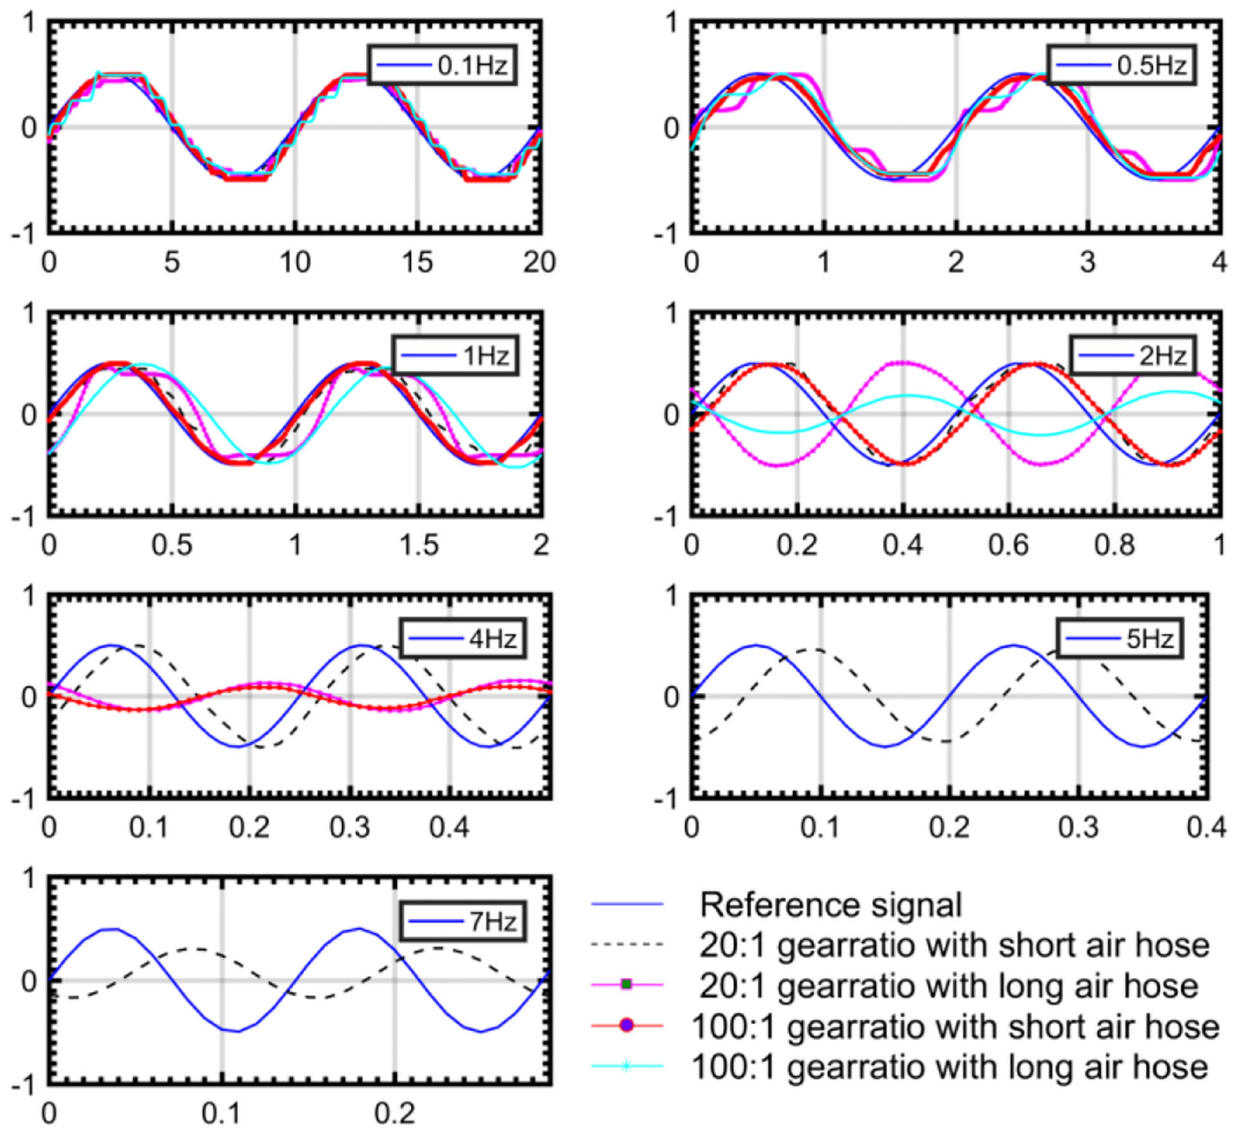 1
0.1Hz
0
-1
0 5 10 15 20
1
0.5Hz
0
-1
0 1 2 3 4
1
1Hz
0
-1
0 0.5 1 1.5 2
1
2Hz
0
-1
0 0.2 0.4 0.6 0.8 1
1
4Hz
0
-1
0 0.1 0.2 0.3 0.4
1
5Hz
0
-1
0 0.1 0.2 0.3 0.4
1
7Hz
0
-1
0 0.1 0.2
Reference signal
20:1 gearratio with short air hose
20:1 gearratio with long air hose
100:1 gearratio with short air hose
100:1 gearratio with long air hose